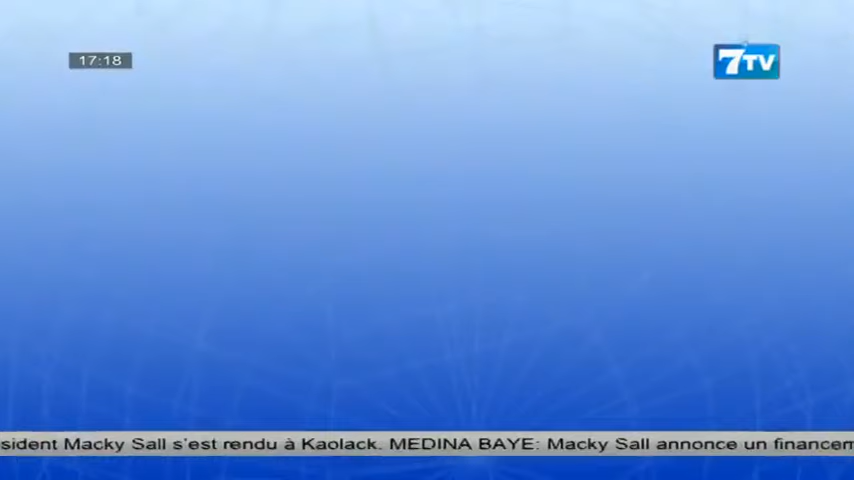 17:18
7TV
sident Macky Sall s'est rendu à Kaolack. MEDINA BAYE: Macky Sall annonce un financem